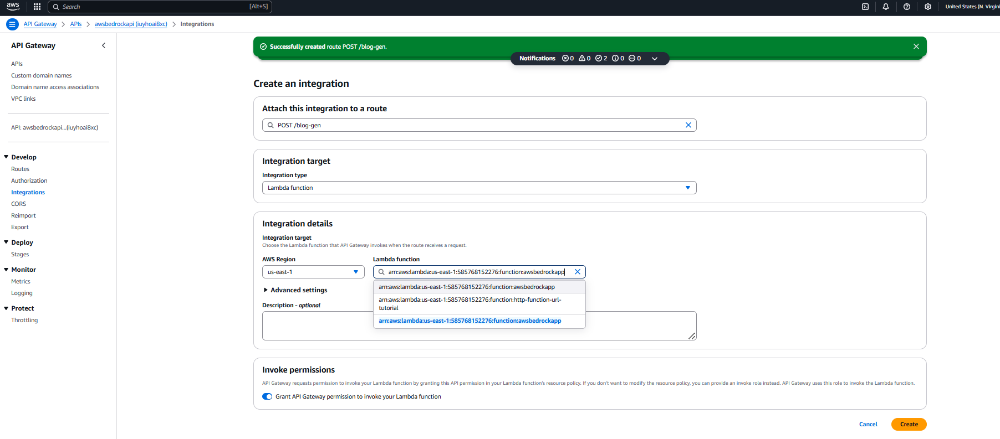 aws
Search
[Alt+S]
United States (N. Virgin
API Gateway > APIs > awsbedrockapi (iuyhoai8xc) > Integrations
API Gateway
APIs
Custom domain names
Domain name access associations
VPC links
API: awsbedrockapi...(iuyhoai8xc)
Develop
Routes
Authorization
Integrations
CORS
Reimport
Export
Deploy
Stages
Monitor
Metrics
Logging
Protect
Throttling
Successfully created route POST /blog-gen.
Notifications 0 0 2 0 0
Create an integration
Attach this integration to a route
POST /blog-gen
Integration target
Integration type
Lambda function
Integration details
Integration target
Choose the Lambda function that API Gateway invokes when the route receives a request.
AWS Region
us-east-1
Lambda function
arn:aws:lambda:us-east-1:585768152276:function:awsbedrockapp
arn:aws:lambda:us-east-1:585768152276:function:awsbedrockapp
arn:aws:lambda:us-east-1:585768152276:function:http-function-url-
tutorial
arn:aws:lambda:us-east-1:585768152276:function:awsbedrockapp
Advanced settings
Description - optional
Invoke permissions
API Gateway requests permission to invoke your Lambda function by granting this API permission in your Lambda function's resource policy. If you don't want to modify the resource policy, you can provide an invoke role instead. API Gateway uses this role to invoke the Lambda function.
Grant API Gateway permission to invoke your Lambda function
Cancel
Create